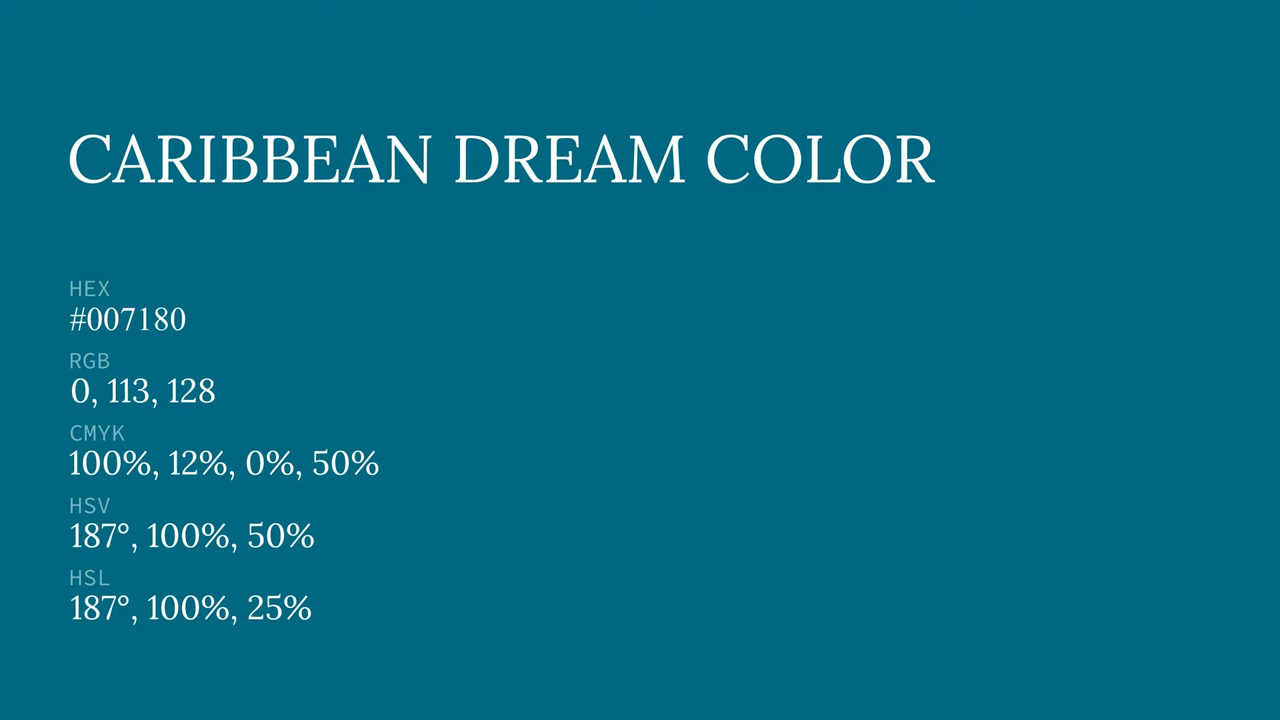 CARIBBEAN DREAM COLOR
HEX
#007180
RGB
0, 113, 128
CMYK
100%, 12%, 0%, 50%
HSV
187°, 100%, 50%
HSL
187°, 100%, 25%